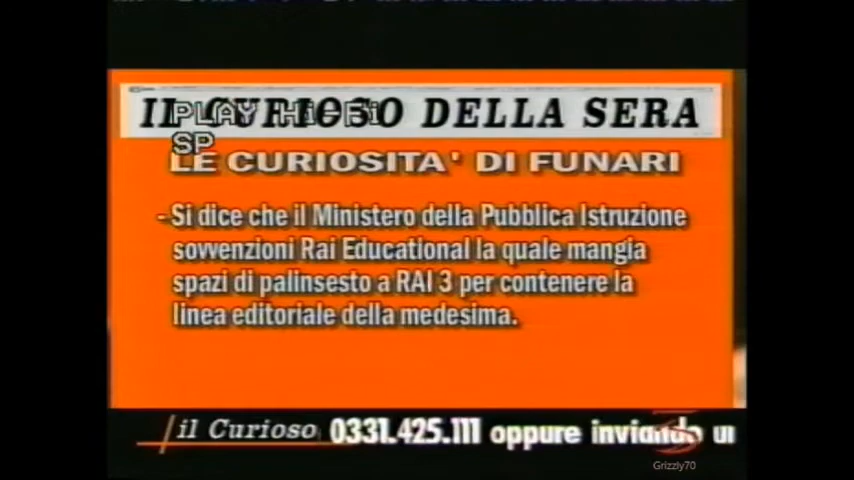 IL CURIOSO DELLA SERA
PLAY Hi-Fi
SP
LE CURIOSITA' DI FUNARI
- Si dice che il Ministero della Pubblica Istruzione
sovvenzioni Rai Educational la quale mangia
spazi di palinsesto a RAI 3 per contenere la
linea editoriale della medesima.
il Curioso 0331.425.111 oppure inviando
Grizzly70